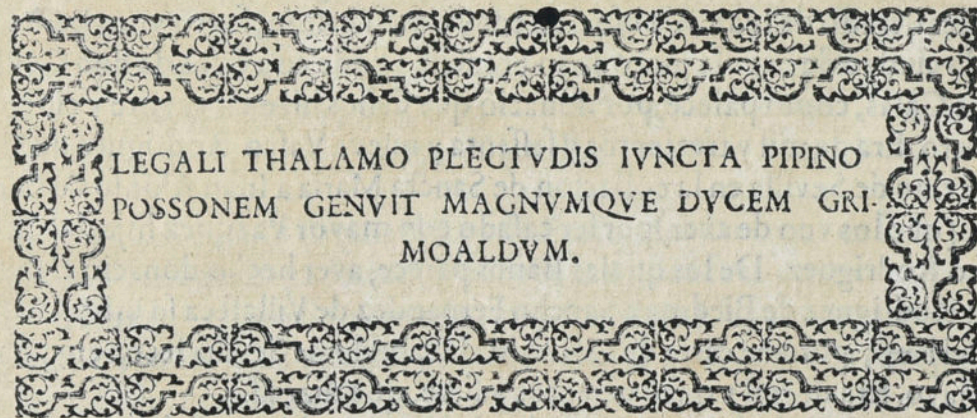 LEGALI THALAMO PLECTVDIS IVNCTA PIPINO
POSSONEM GENVIT MAGNVMQVE DVCEM GRI-
MOALDVM.